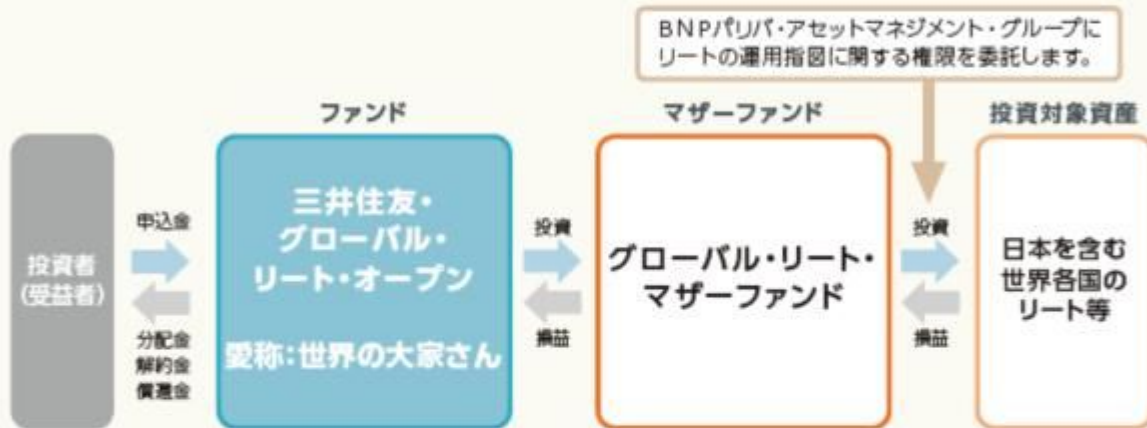 BNPパリバ・アセットマネジメント・グループに
リートの運用指図に関する権限を委託します。
ファンド
マザーファンド
投資対象資産
投資者
(受益者)
申込金
分配金
解約金
償還金
三井住友・
グローバル・
リート・オープン
愛称:世界の大家さん
投資
損益
グローバル・リート・
マザーファンド
投資
損益
日本を含む
世界各国の
リート等